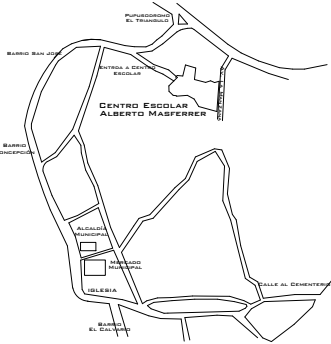 PUPUSODROMO
EL TRIANGULO
BARRIO SAN JOSE
ENTRADA A CENTRO
ESCOLAR
CENTRO ESCOLAR
ALBERTO MASFERRER
BARRIO
CONCEPCIÓN
ALCALDÍA
MUNICIPAL
MERCADO
MUNICIPAL
IGLESIA
CALLE AL CEMENTERIO
BARRIO
EL CALVARIO